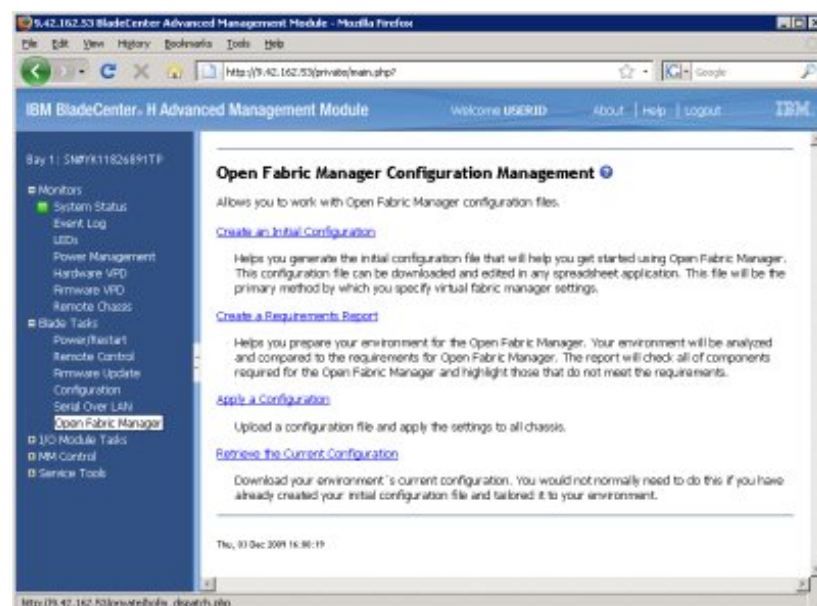 9.42.162.53 BladeCenter Advanced Management Module - Mozilla Firefox
File Edit View History Bookmarks Tools Help
http://9.42.162.53/private/main.php?
Google
IBM BladeCenter® H Advanced Management Module
Welcome USERID
About | Help | Logout
IBM
Bay 1: SN#YK11826B91TP
Monitors
System Status
Event Log
LEDs
Power Management
Hardware VPD
Firmware VPD
Remote Chassis
Blade Tasks
Power/Restart
Remote Control
Firmware Update
Configuration
Serial Over LAN
Open Fabric Manager
I/O Module Tasks
MM Control
Service Tools
Open Fabric Manager Configuration Management
Allows you to work with Open Fabric Manager configuration files.
Create an Initial Configuration
Helps you generate the initial configuration file that will help you get started using Open Fabric Manager.
This configuration file can be downloaded and edited in any spreadsheet application. This file will be the
primary method by which you specify virtual fabric manager settings.
Create a Requirements Report
Helps you prepare your environment for the Open Fabric Manager. Your environment will be analyzed
and compared to the requirements for Open Fabric Manager. The report will check all of components
required for the Open Fabric Manager and highlight those that do not meet the requirements.
Apply a Configuration
Upload a configuration file and apply the settings to all chassis.
Retrieve the Current Configuration
Download your environment´s current configuration. You would not normally need to do this if you have
already created your initial configuration file and tailored it to your environment.
Thu, 03 Dec 2009 16:00:19